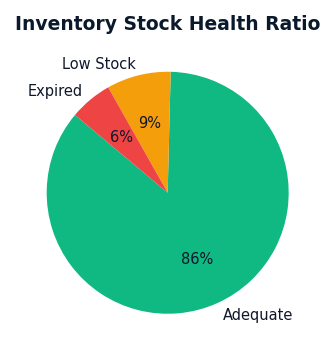 Inventory Stock Health Ratio
Low Stock
Expired
9%
6%
86%
Adequate